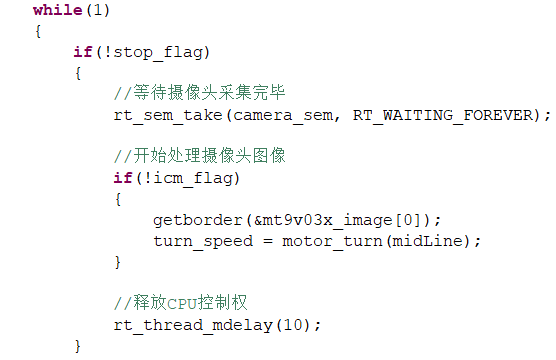 while(1)
{
if(!stop_flag)
{
//等待摄像头采集完毕
rt_sem_take(camera_sem, RT_WAITING_FOREVER);
//开始处理摄像头图像
if(!icm_flag)
{
getborder(&mt9v03x_image[0]);
turn_speed = motor_turn(midLine);
}
//释放CPU控制权
rt_thread_mdelay(10);
}